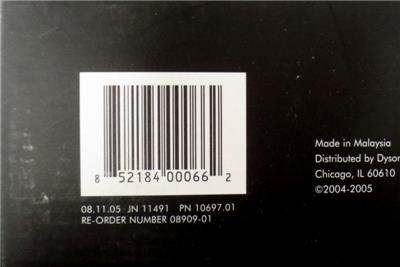 8 52184 00066 2
08.11.05 JN 11491 PN 10697.01
RE-ORDER NUMBER 08909-01
Made in Malaysia
Distributed by Dyson
Chicago, IL 60610
©2004-2005